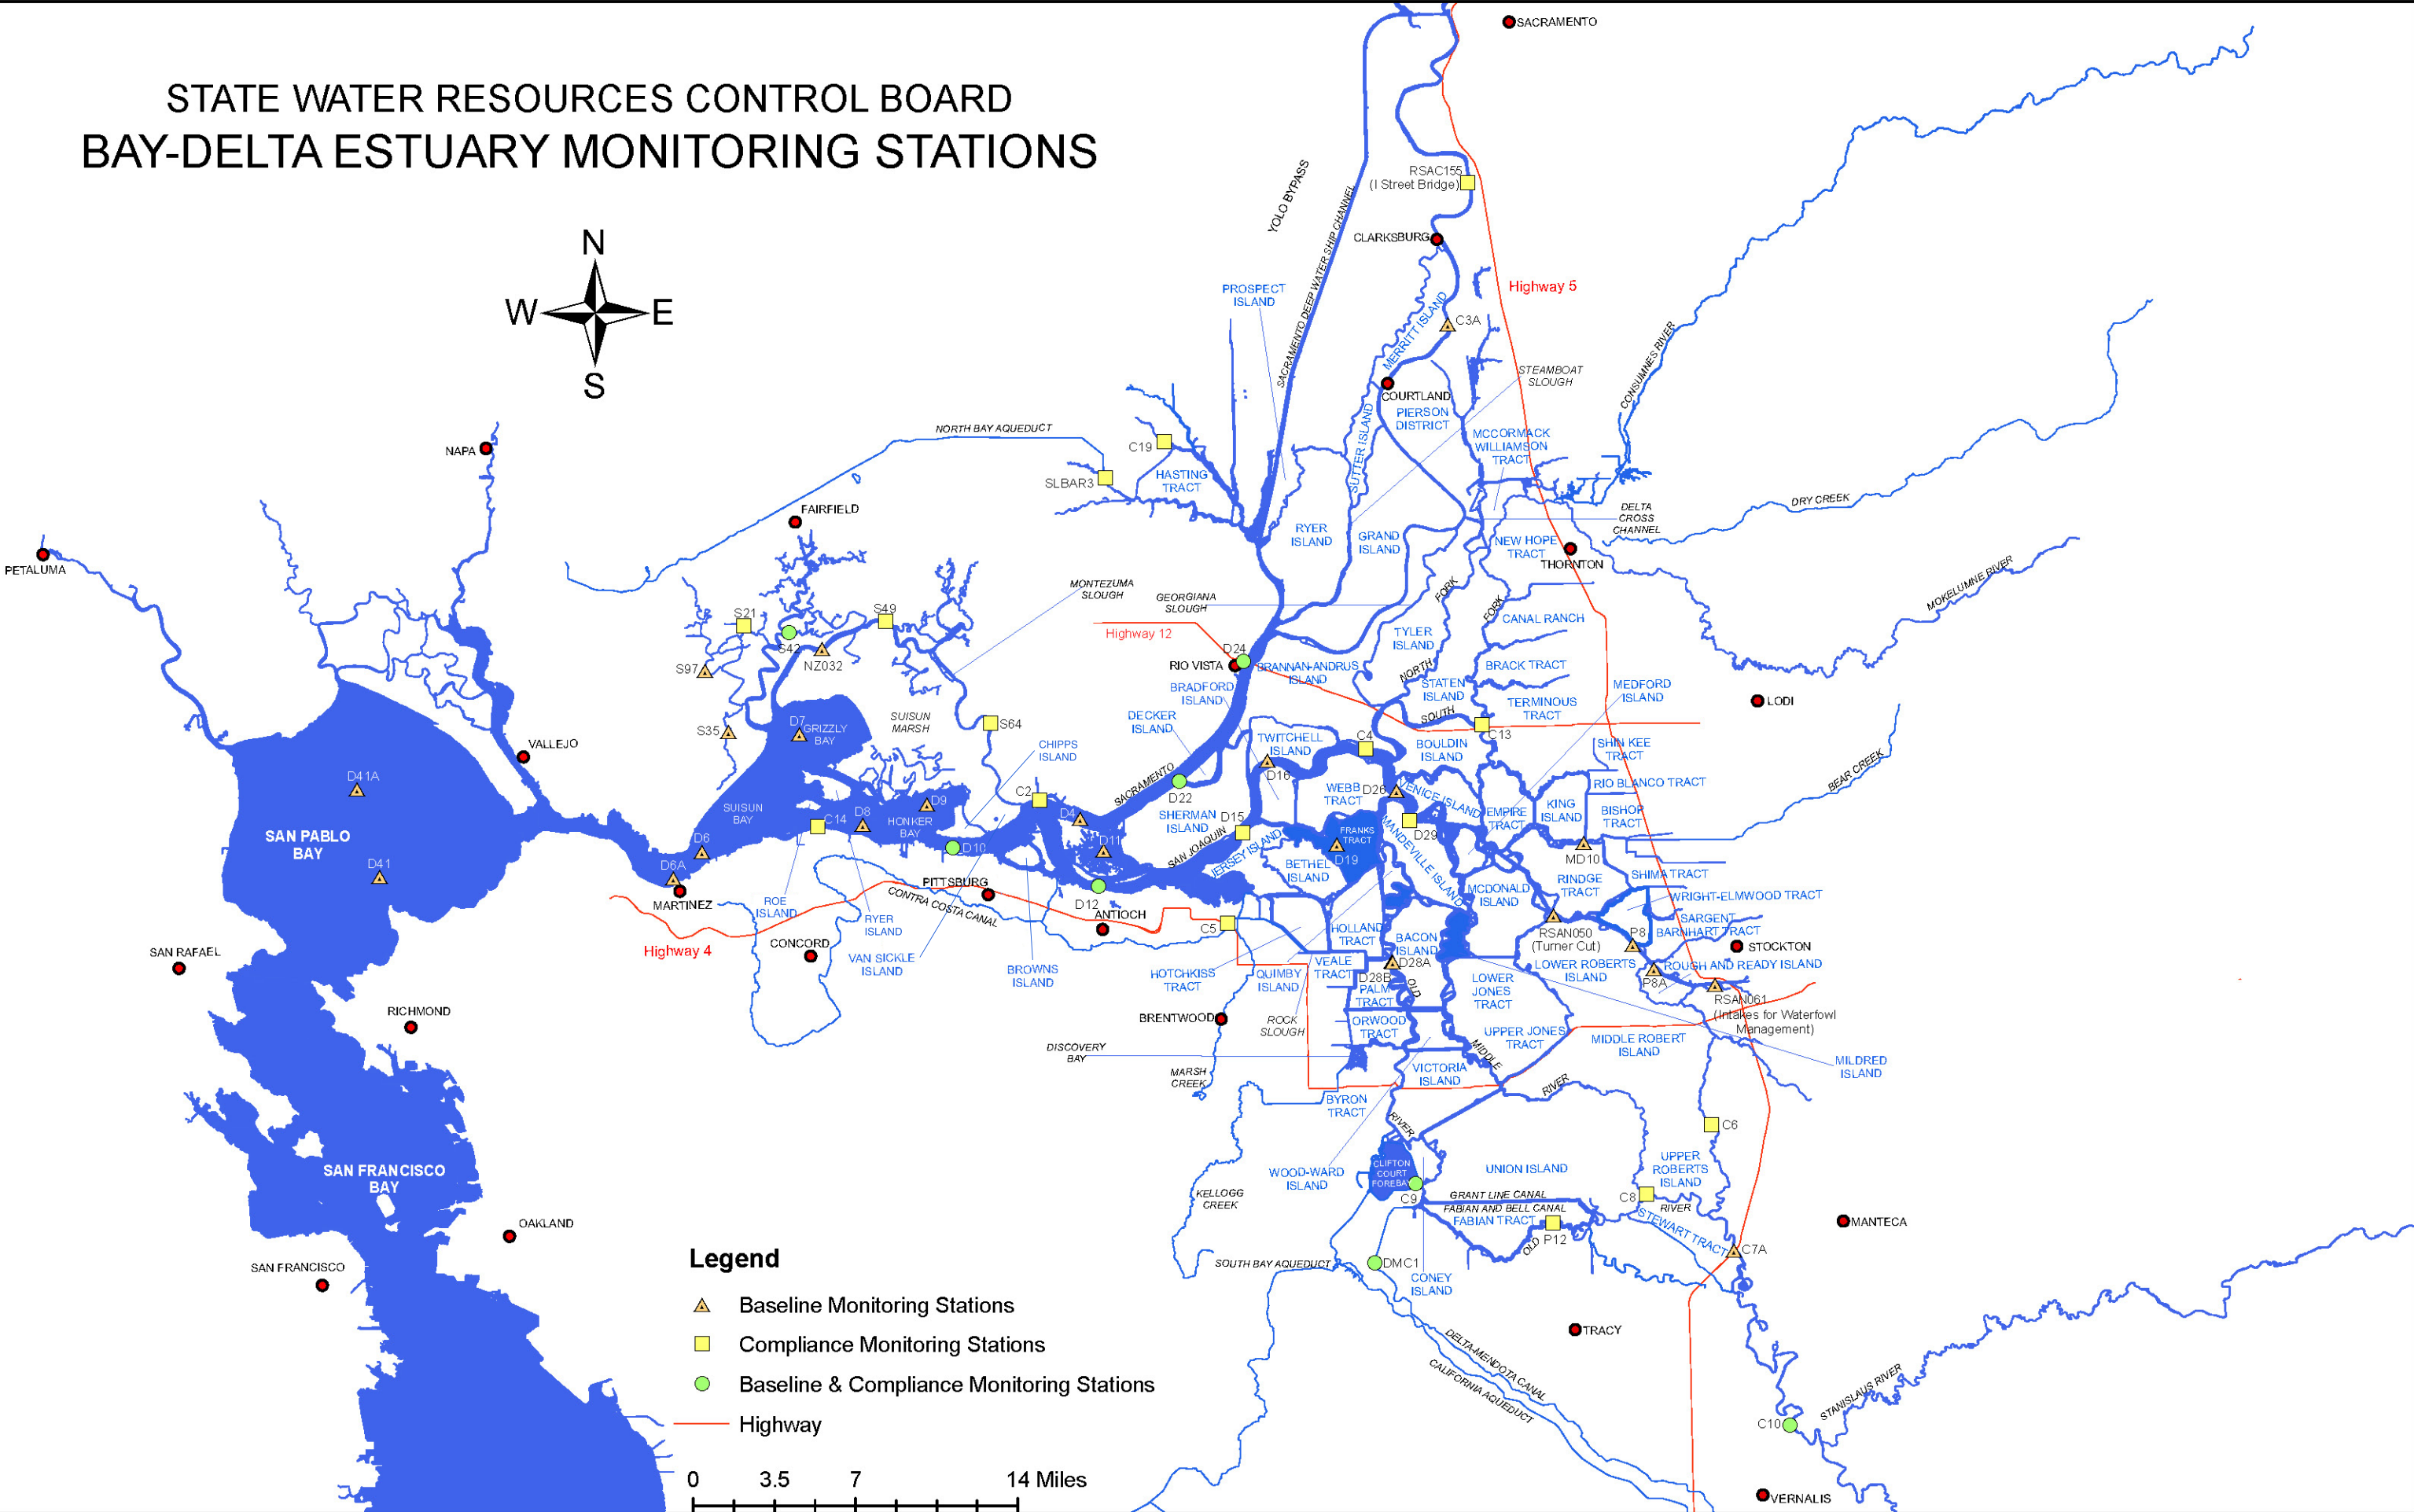 STATE WATER RESOURCES CONTROL BOARD
BAY-DELTA ESTUARY MONITORING STATIONS
N
W
E
S
SACRAMENTO
RSAC155
(I Street Bridge)
YOLO BYPASS
SACRAMENTO DEEP WATER SHIP CHANNEL
CLARKSBURG
Highway 5
PROSPECT
ISLAND
C3A
MERRITT ISLAND
CONSUMNES RIVER
STEAMBOAT
SLOUGH
COURTLAND
PIERSON
DISTRICT
SUTTER ISLAND
MCCORMACK
WILLIAMSON
TRACT
NORTH BAY AQUEDUCT
C19
HASTING
TRACT
SLBAR3
NAPA
FAIRFIELD
PETALUMA
DRY CREEK
DELTA
CROSS
CHANNEL
RYER
ISLAND
GRAND
ISLAND
NEW HOPE
TRACT
THORNTON
MOKELUMNE RIVER
MONTEZUMA
SLOUGH
GEORGIANA
SLOUGH
FORK
FORK
CANAL RANCH
S21
S49
S42
NZ032
S97
Highway 12
D24
RIO VISTA
BRANNAN-ANDRUS
ISLAND
TYLER
ISLAND
NORTH
BRACK TRACT
STATEN
ISLAND
MEDFORD
ISLAND
BRADFORD
ISLAND
SOUTH
TERMINOUS
TRACT
LODI
DECKER
ISLAND
S35
D7
GRIZZLY
BAY
SUISUN
MARSH
S64
CHIPPS
ISLAND
TWITCHELL
ISLAND
C4
BOULDIN
ISLAND
C13
SHIN KEE
TRACT
VALLEJO
D41A
SACRAMENTO
D16
RIO BLANCO TRACT
BEAR CREEK
SUISUN
BAY
C14
D8
D9
HONKER
BAY
C2
D22
WEBB
TRACT
D26
VENICE ISLAND
EMPIRE
TRACT
KING
ISLAND
BISHOP
TRACT
SAN PABLO
BAY
D4
SHERMAN
ISLAND
D15
D29
FRANKS
TRACT
D6
D10
D11
SAN JOAQUIN
JERSEY ISLAND
D19
MANDEVILLE ISLAND
MD10
D41
D6A
BETHEL
ISLAND
RINDGE
TRACT
SHIMA TRACT
MARTINEZ
PITTSBURG
CONTRA COSTA CANAL
D12
ANTIOCH
MCDONALD
ISLAND
WRIGHT-ELMWOOD TRACT
ROE
ISLAND
RYER
ISLAND
C5
HOLLAND
TRACT
BACON
ISLAND
RSAN050
(Turner Cut)
P8
SARGENT
BARNHART TRACT
STOCKTON
Highway 4
CONCORD
SAN RAFAEL
VAN SICKLE
ISLAND
BROWNS
ISLAND
HOTCHKISS
TRACT
QUIMBY
ISLAND
VEALE
TRACT
D28A
D28B
PALM
TRACT
OLD
LOWER
JONES
TRACT
LOWER ROBERTS
ISLAND
P8A
ROUGH AND READY ISLAND
RSAN061
(Intakes for Waterfowl
Management)
RICHMOND
BRENTWOOD
ROCK
SLOUGH
ORWOOD
TRACT
UPPER JONES
TRACT
MIDDLE ROBERT
ISLAND
DISCOVERY
BAY
MIDDLE
MARSH
CREEK
VICTORIA
ISLAND
MILDRED
ISLAND
RIVER
BYRON
TRACT
RIVER
C6
SAN FRANCISCO
BAY
WOOD-WARD
ISLAND
CLIFTON
COURT
FOREBAY
UNION ISLAND
UPPER
ROBERTS
ISLAND
KELLOGG
CREEK
C9
GRANT LINE CANAL
FABIAN AND BELL CANAL
FABIAN TRACT
C8
RIVER
P12
OLD
STEWART TRACT
MANTECA
OAKLAND
C7A
SAN FRANCISCO
SOUTH BAY AQUEDUCT
DMC1
CONEY
ISLAND
TRACY
DELTA-MENDOTA CANAL
CALIFORNIA AQUEDUCT
STANISLAUS RIVER
C10
VERNALIS
Legend
Baseline Monitoring Stations
Compliance Monitoring Stations
Baseline & Compliance Monitoring Stations
Highway
0 3.5 7 14 Miles